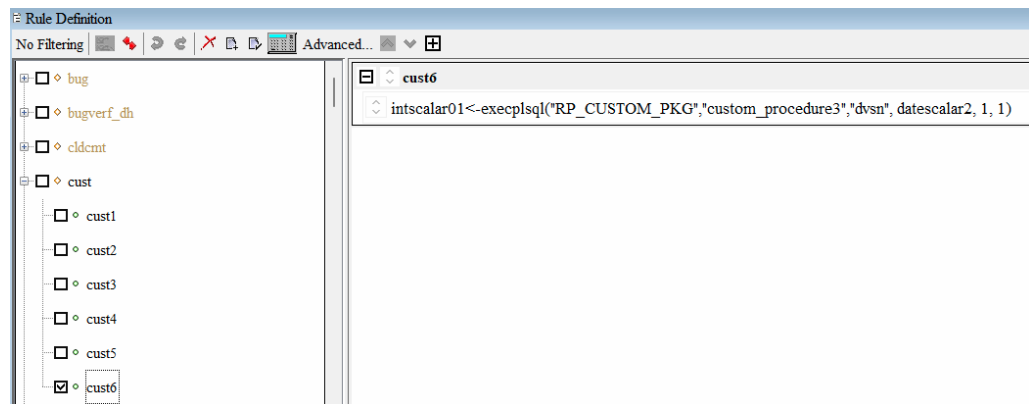 Rule Definition
No Filtering Advanced...
bug
bugverf_dh
cldcmt
cust
cust1
cust2
cust3
cust4
cust5
cust6
cust6
intscalar01<-execplsql("RP_CUSTOM_PKG","custom_procedure3","dvsn", datescalar2, 1, 1)